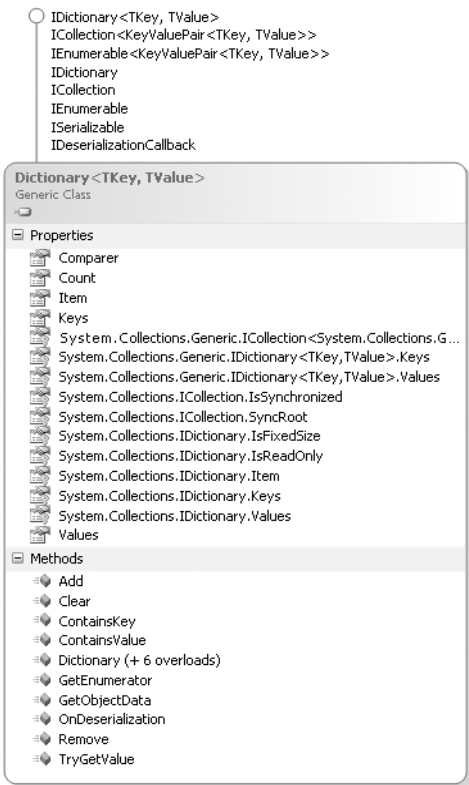 IDictionary<TKey, TValue>
ICollection<KeyValuePair<TKey, TValue>>
IEnumerable<KeyValuePair<TKey, TValue>>
IDictionary
ICollection
IEnumerable
ISerializable
IDeserializationCallback
Dictionary<TKey, TValue>
Generic Class
Properties
Comparer
Count
Item
Keys
System.Collections.Generic.ICollection<System.Collections.G...
System.Collections.Generic.IDictionary<TKey,TValue>.Keys
System.Collections.Generic.IDictionary<TKey,TValue>.Values
System.Collections.ICollection.IsSynchronized
System.Collections.ICollection.SyncRoot
System.Collections.IDictionary.IsFixedSize
System.Collections.IDictionary.IsReadOnly
System.Collections.IDictionary.Item
System.Collections.IDictionary.Keys
System.Collections.IDictionary.Values
Values
Methods
Add
Clear
ContainsKey
ContainsValue
Dictionary (+ 6 overloads)
GetEnumerator
GetObjectData
OnDeserialization
Remove
TryGetValue